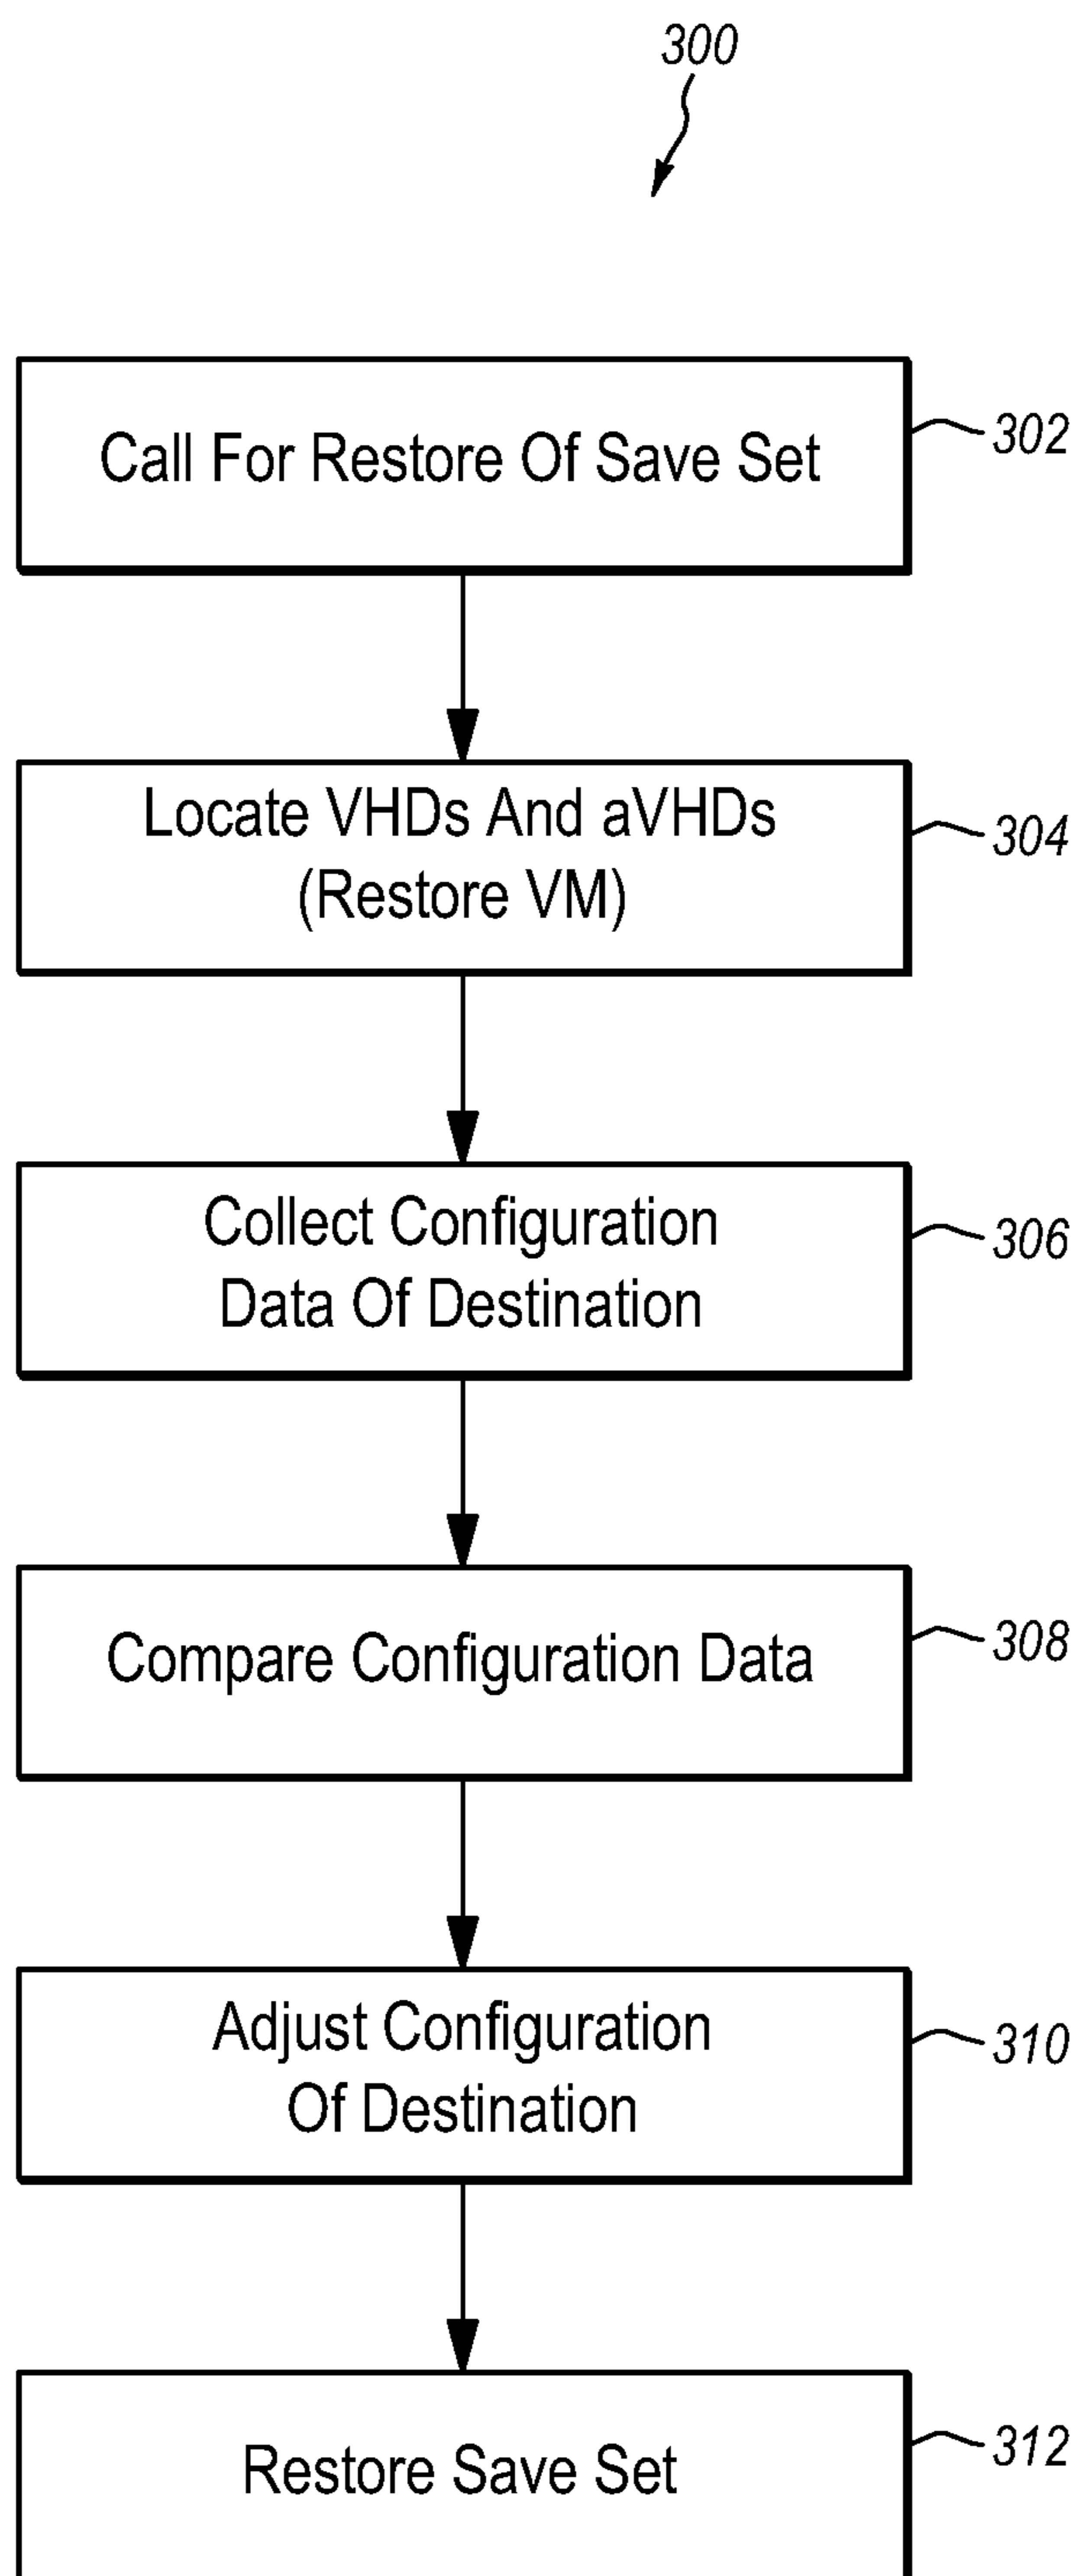 300
Call For Restore Of Save Set
302
Locate VHDs And aVHDs
(Restore VM)
304
Collect Configuration
Data Of Destination
306
Compare Configuration Data
308
Adjust Configuration
Of Destination
310
Restore Save Set
312